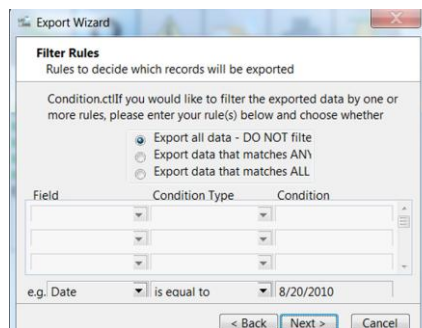 Export Wizard
Filter Rules
Rules to decide which records will be exported
Condition.ctlIf you would like to filter the exported data by one or
more rules, please enter your rule(s) below and choose whether
Export all data - DO NOT filte
Export data that matches AN
Export data that matches ALL
Field Condition Type Condition
e.g. Date is equal to 8/20/2010
< Back Next > Cancel